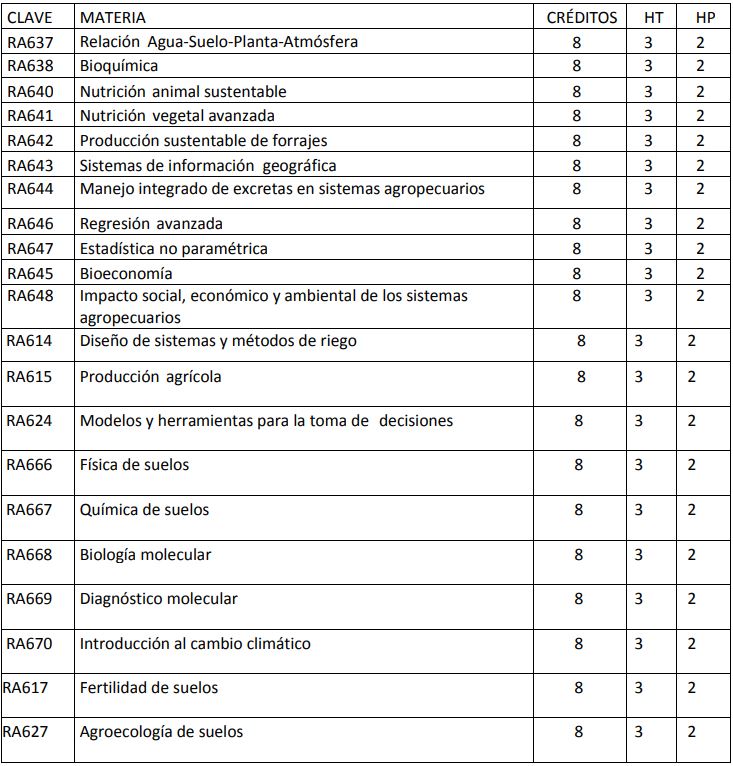 CLAVE MATERIA CRÉDITOS HT HP
RA637 Relación Agua-Suelo-Planta-Atmósfera 8 3 2
RA638 Bioquímica 8 3 2
RA640 Nutrición animal sustentable 8 3 2
RA641 Nutrición vegetal avanzada 8 3 2
RA642 Producción sustentable de forrajes 8 3 2
RA643 Sistemas de información geográfica 8 3 2
RA644 Manejo integrado de excretas en sistemas agropecuarios 8 3 2
RA646 Regresión avanzada 8 3 2
RA647 Estadística no paramétrica 8 3 2
RA645 Bioeconomía 8 3 2
RA648 Impacto social, económico y ambiental de los sistemas 8 3 2
agropecuarios
RA614 Diseño de sistemas y métodos de riego 8 3 2
RA615 Producción agrícola 8 3 2
RA624 Modelos y herramientas para la toma de decisiones 8 3 2
RA666 Física de suelos 8 3 2
RA667 Química de suelos 8 3 2
RA668 Biología molecular 8 3 2
RA669 Diagnóstico molecular 8 3 2
RA670 Introducción al cambio climático 8 3 2
RA617 Fertilidad de suelos 8 3 2
RA627 Agroecología de suelos 8 3 2